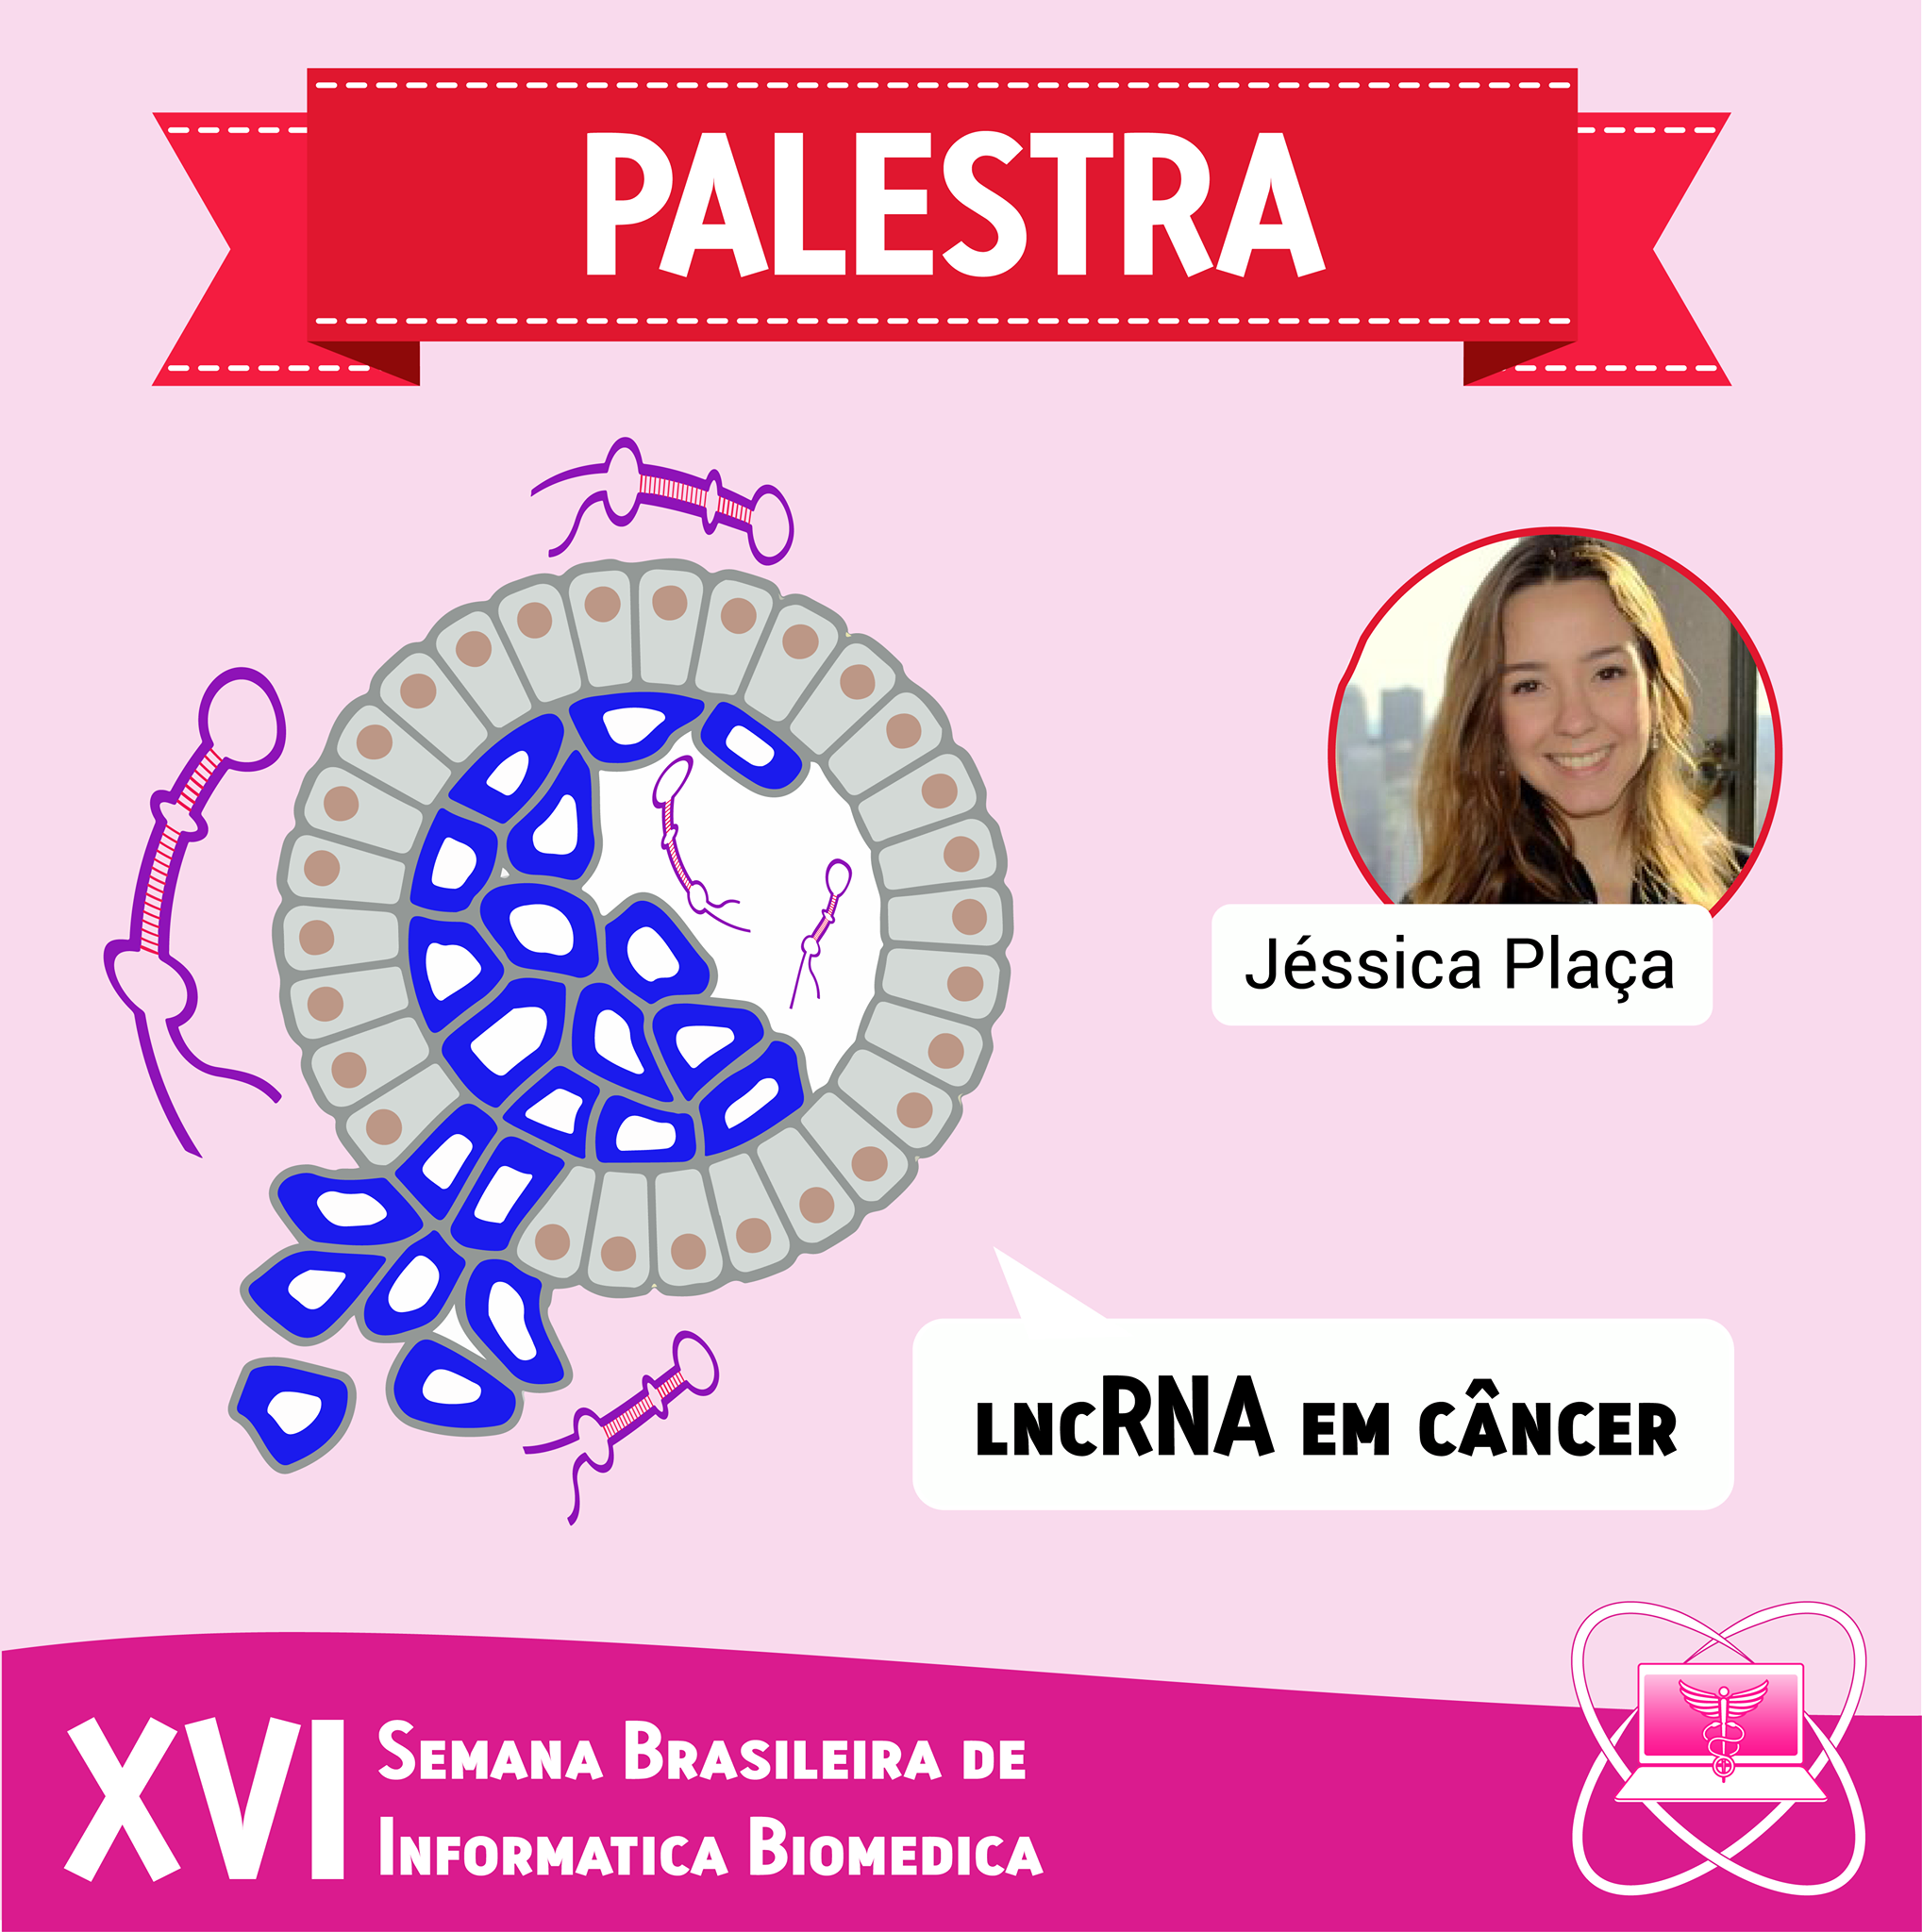 PALESTRA
Jéssica Plaça
lncRNA em câncer
XVI Semana Brasileira de
Informatica Biomedica